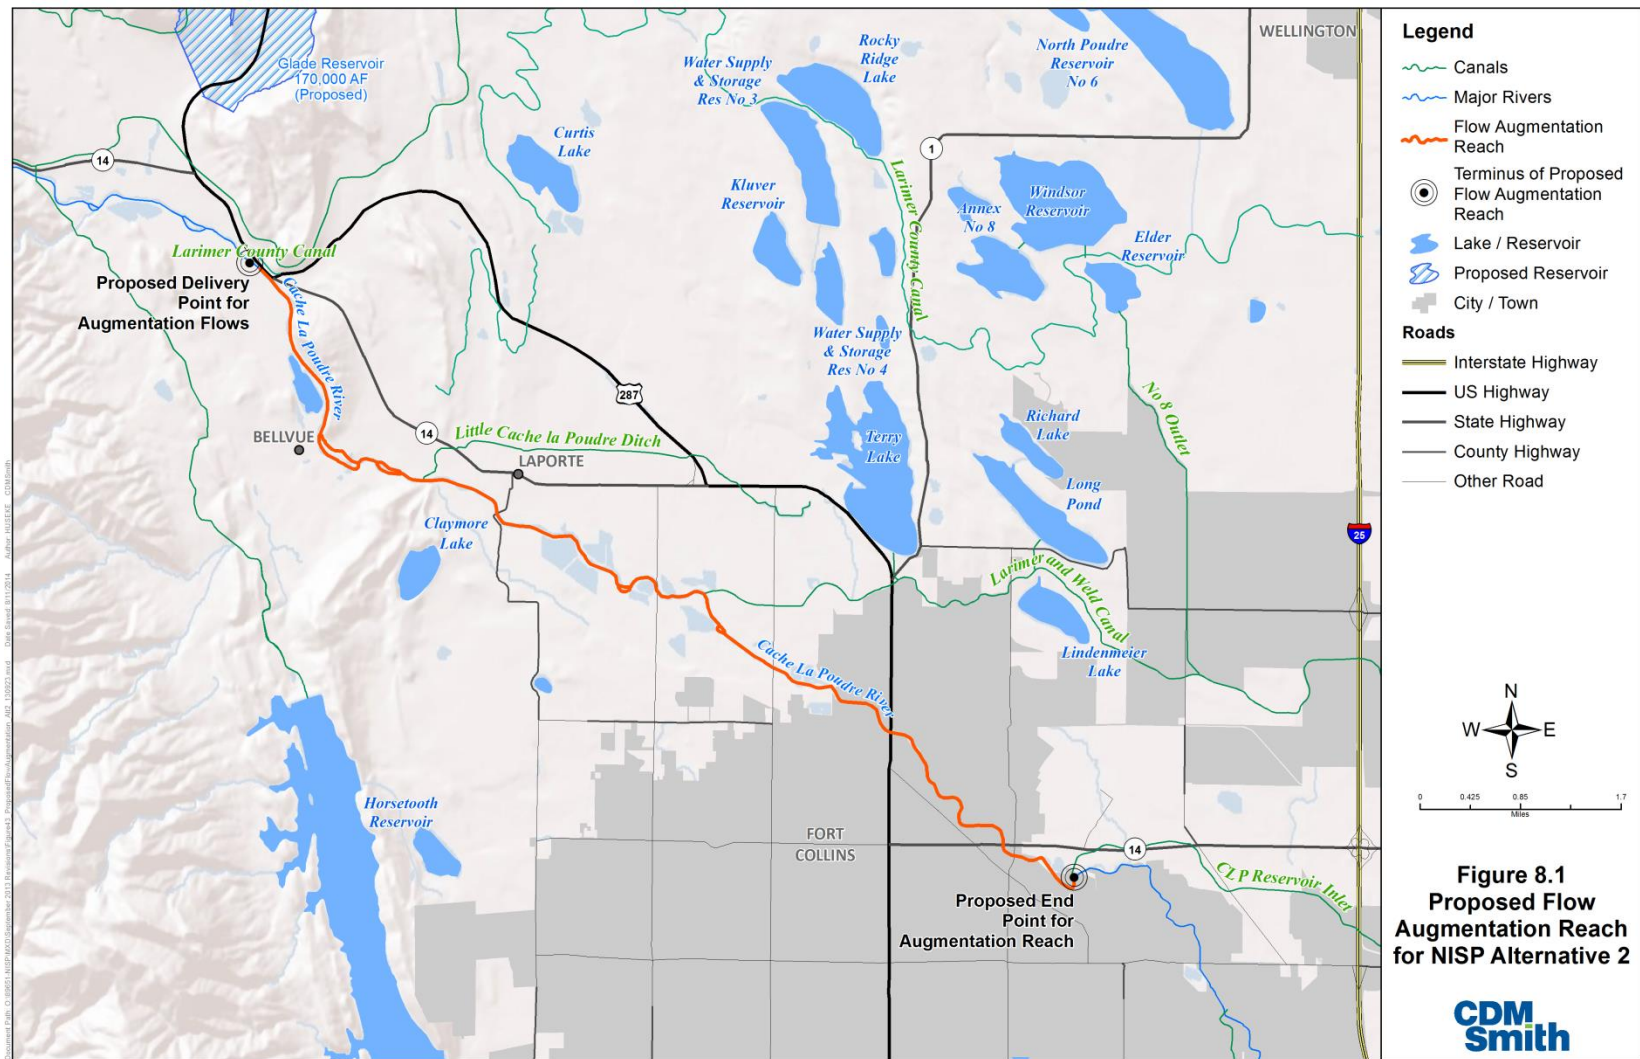 Glade Reservoir
170,000 AF
(Proposed)
WELLINGTON
Rocky
Ridge
Lake
North Poudre
Reservoir
No 6
Water Supply
& Storage
Res No 3
Curtis
Lake
14
1
Kluver
Reservoir
Larimer County Canal
Annex
No 8
Windsor
Reservoir
Elder
Reservoir
Larimer County Canal
Proposed Delivery
Point for
Augmentation Flows
Cache La Poudre River
Water Supply
& Storage
Res No 4
287
No 8 Outlet
BELLVUE
14
Little Cache la Poudre Ditch
LAPORTE
Terry
Lake
Richard
Lake
Long
Pond
25
Claymore
Lake
Larimer and Weld Canal
Lindenmeier
Lake
Cache La Poudre River
Horsetooth
Reservoir
FORT
COLLINS
14
CLP Reservoir Inlet
Proposed End
Point for
Augmentation Reach
Legend
Canals
Major Rivers
Flow Augmentation
Reach
Terminus of Proposed
Flow Augmentation
Reach
Lake / Reservoir
Proposed Reservoir
City / Town
Roads
Interstate Highway
US Highway
State Highway
County Highway
Other Road
N
W E
S
0 0.425 0.85 1.7
Miles
Figure 8.1
Proposed Flow
Augmentation Reach
for NISP Alternative 2
CDM
Smith